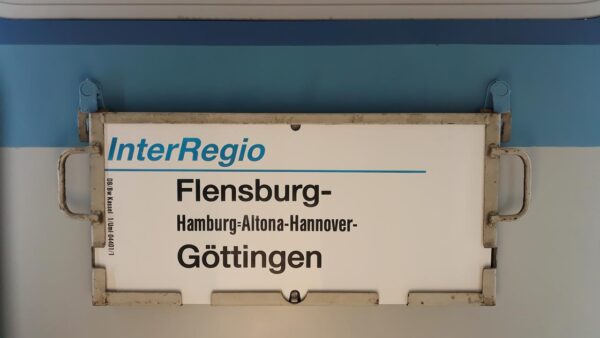 InterRegio
Flensburg-
Hamburg=Altona-Hannover-
Göttingen